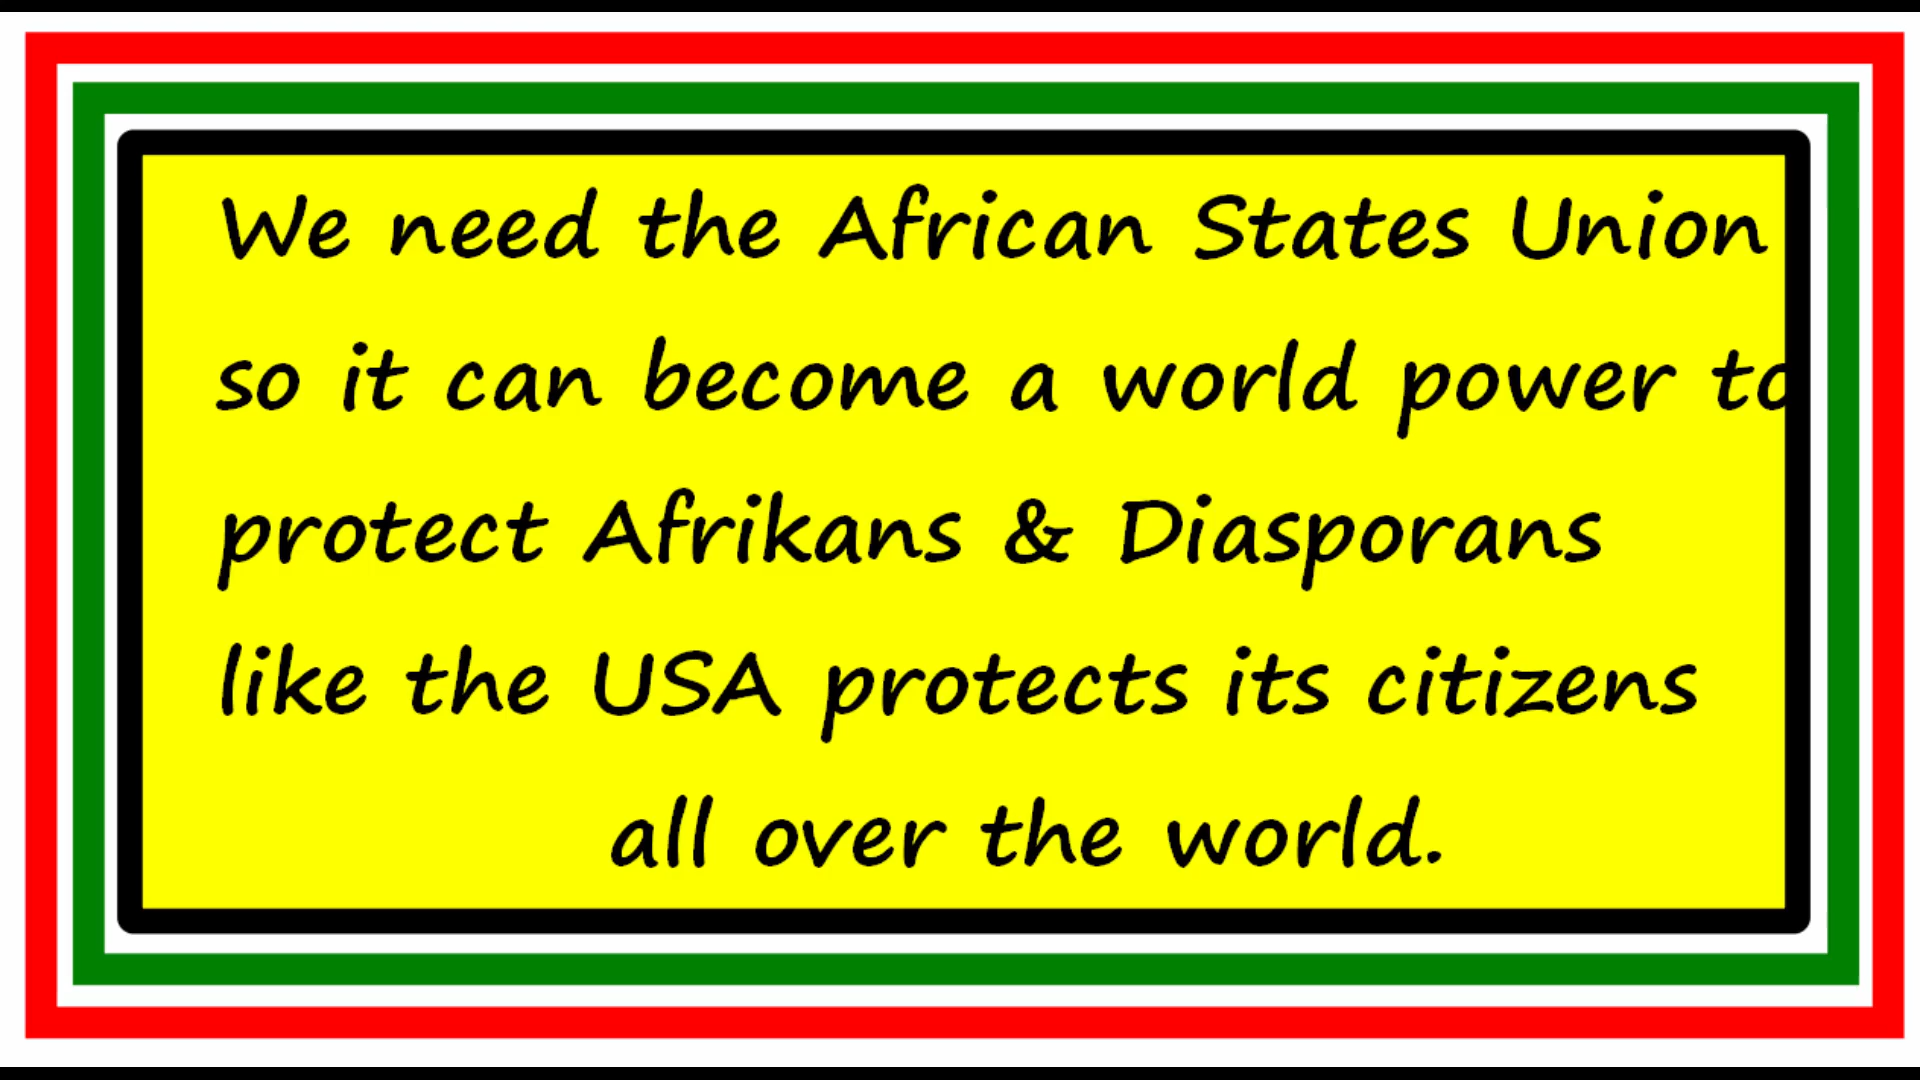 We need the African States Union
so it can become a world power to
protect Afrikans & Diasporans
like the USA protects its citizens
all over the world.